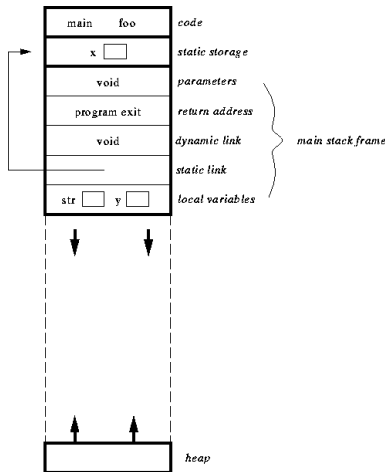 main foo code
x static storage
void parameters
program exit return address
void dynamic link main stack frame
static link
str y local variables
heap